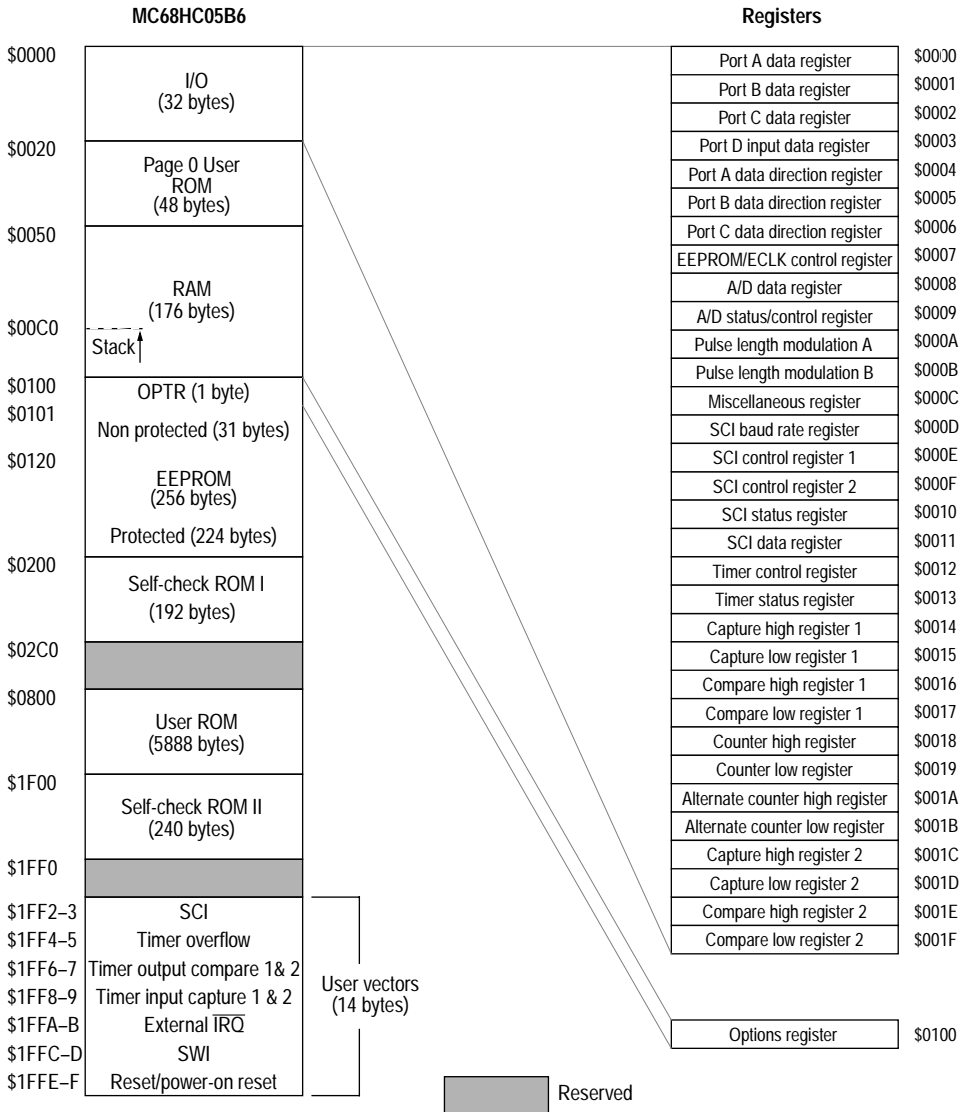 MC68HC05B6
Registers
$0000
I/O
(32 bytes)
$0020
Page 0 User
ROM
(48 bytes)
$0050
RAM
(176 bytes)
$00C0
Stack
$0100
OPTR (1 byte)
$0101
Non protected (31 bytes)
$0120
EEPROM
(256 bytes)
Protected (224 bytes)
$0200
Self-check ROM I
(192 bytes)
$02C0
$0800
User ROM
(5888 bytes)
$1F00
Self-check ROM II
(240 bytes)
$1FF0
$1FF2–3 SCI
$1FF4–5 Timer overflow
$1FF6–7 Timer output compare 1& 2
$1FF8–9 Timer input capture 1 & 2
$1FFA–B External IRQ
$1FFC–D SWI
$1FFE–F Reset/power-on reset
User vectors
(14 bytes)
Port A data register $0000
Port B data register $0001
Port C data register $0002
Port D input data register $0003
Port A data direction register $0004
Port B data direction register $0005
Port C data direction register $0006
EEPROM/ECLK control register $0007
A/D data register $0008
A/D status/control register $0009
Pulse length modulation A $000A
Pulse length modulation B $000B
Miscellaneous register $000C
SCI baud rate register $000D
SCI control register 1 $000E
SCI control register 2 $000F
SCI status register $0010
SCI data register $0011
Timer control register $0012
Timer status register $0013
Capture high register 1 $0014
Capture low register 1 $0015
Compare high register 1 $0016
Compare low register 1 $0017
Counter high register $0018
Counter low register $0019
Alternate counter high register $001A
Alternate counter low register $001B
Capture high register 2 $001C
Capture low register 2 $001D
Compare high register 2 $001E
Compare low register 2 $001F
Options register $0100
Reserved